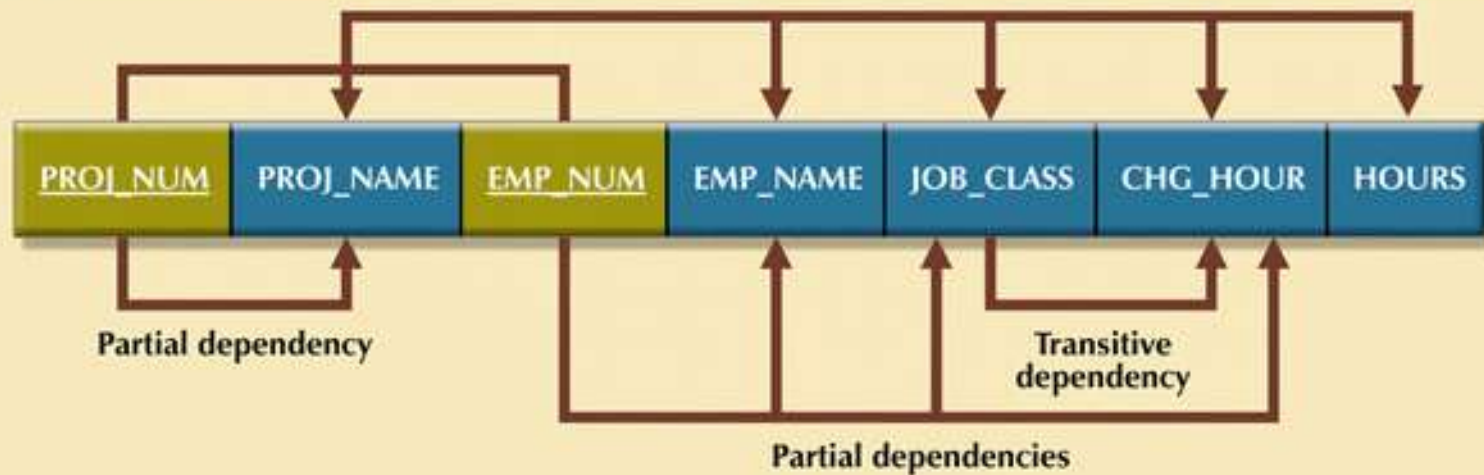 PROJ_NUM PROJ_NAME EMP_NUM EMP_NAME JOB_CLASS CHG_HOUR HOURS
Partial dependency
Transitive
dependency
Partial dependencies